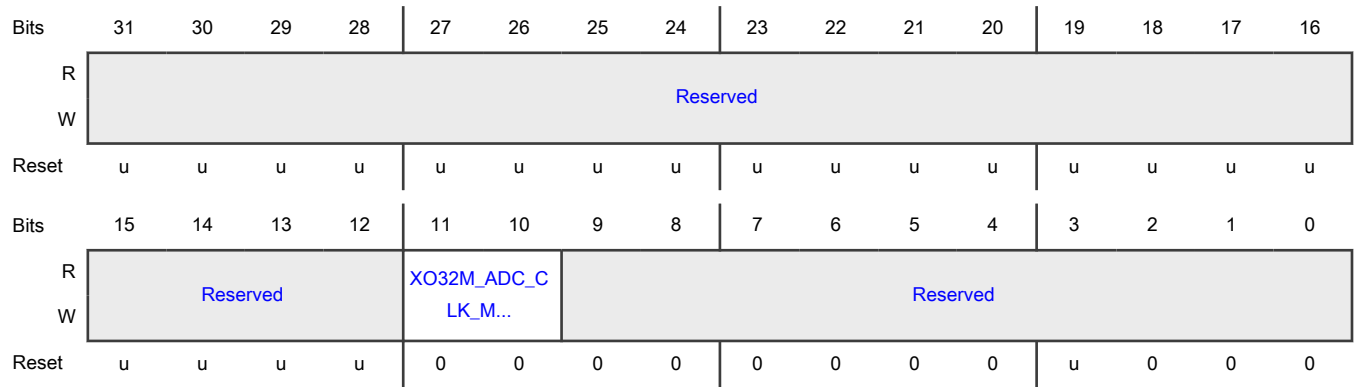 Bits 31 30 29 28 27 26 25 24 23 22 21 20 19 18 17 16
R
Reserved
W
Reset u u u u u u u u u u u u u u u u
Bits 15 14 13 12 11 10 9 8 7 6 5 4 3 2 1 0
R
Reserved XO32M_ADC_C Reserved
LK_M...
W
Reset u u u u 0 0 0 0 0 0 0 0 u 0 0 0